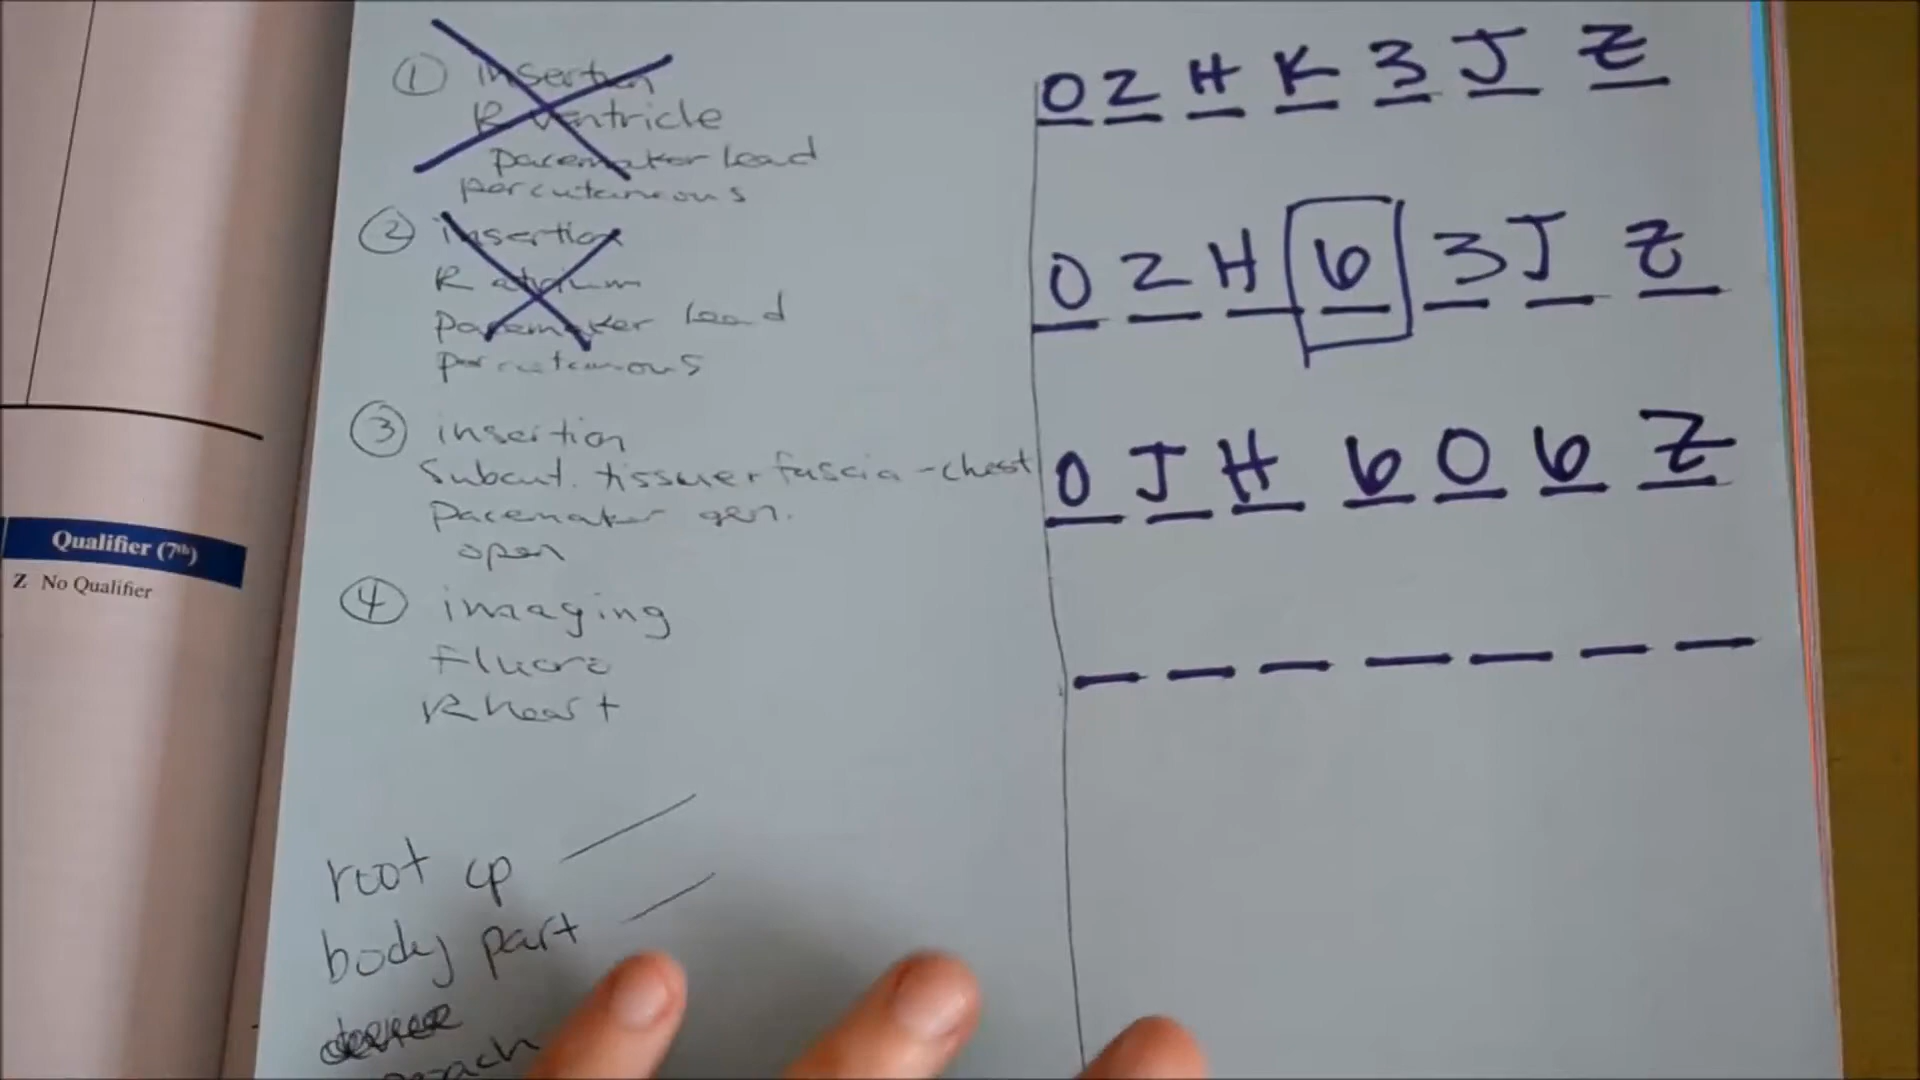 ① insertion
R ventricle
pacemaker lead
percutaneous
② insertion
R atrium
Pacemaker lead
percutaneous
③ insertion
Subcut. tissue fascia - chest
Pacemaker gen.
open
④ imaging
Fluoro
R heart
root op
body part
0 2 H K 3 J Z
0 2 H 6 3 J Z
0 J H 6 0 6 Z
Qualifier (7th)
Z No Qualifier